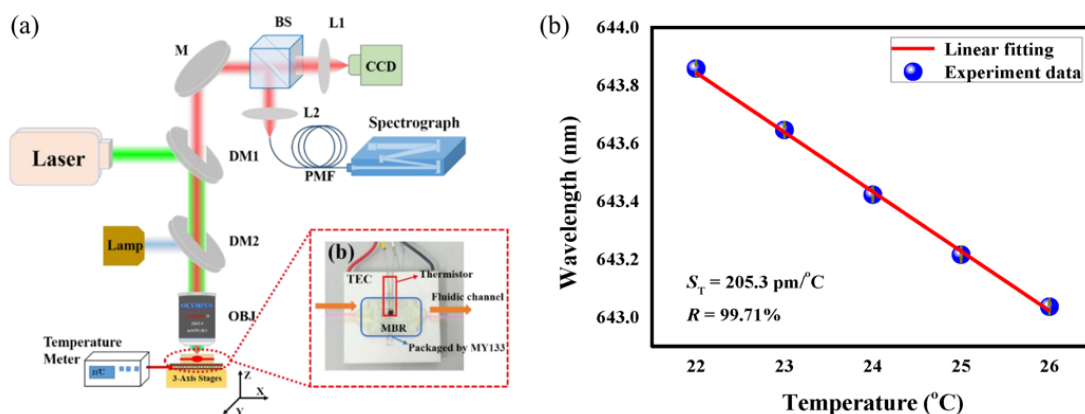 (a)
M
BS
L1
CCD
L2
Spectrograph
Laser
DM1
PMF
Lamp
DM2
(b)
TEC
Thermistor
Fluidic channel
MBR
Packaged by MY133
OLYMPUS
OBJ
Temperature
Meter
3-Axis Stages
Z
X
Y
(b)
Wavelength (nm)
644.0
643.8
643.6
643.4
643.2
643.0
Linear fitting
Experiment data
S_T = 205.3 pm/°C
R = 99.71%
22 23 24 25 26
Temperature (°C)